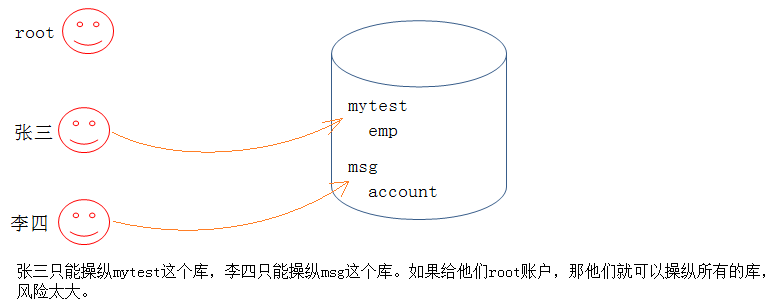 root
mytest
张三
emp
msg
account
李四
张三只能操纵mytest这个库，李四只能操纵msg这个库。如果给他们root账户，那他们就可以操纵所有的库，
风险太大。